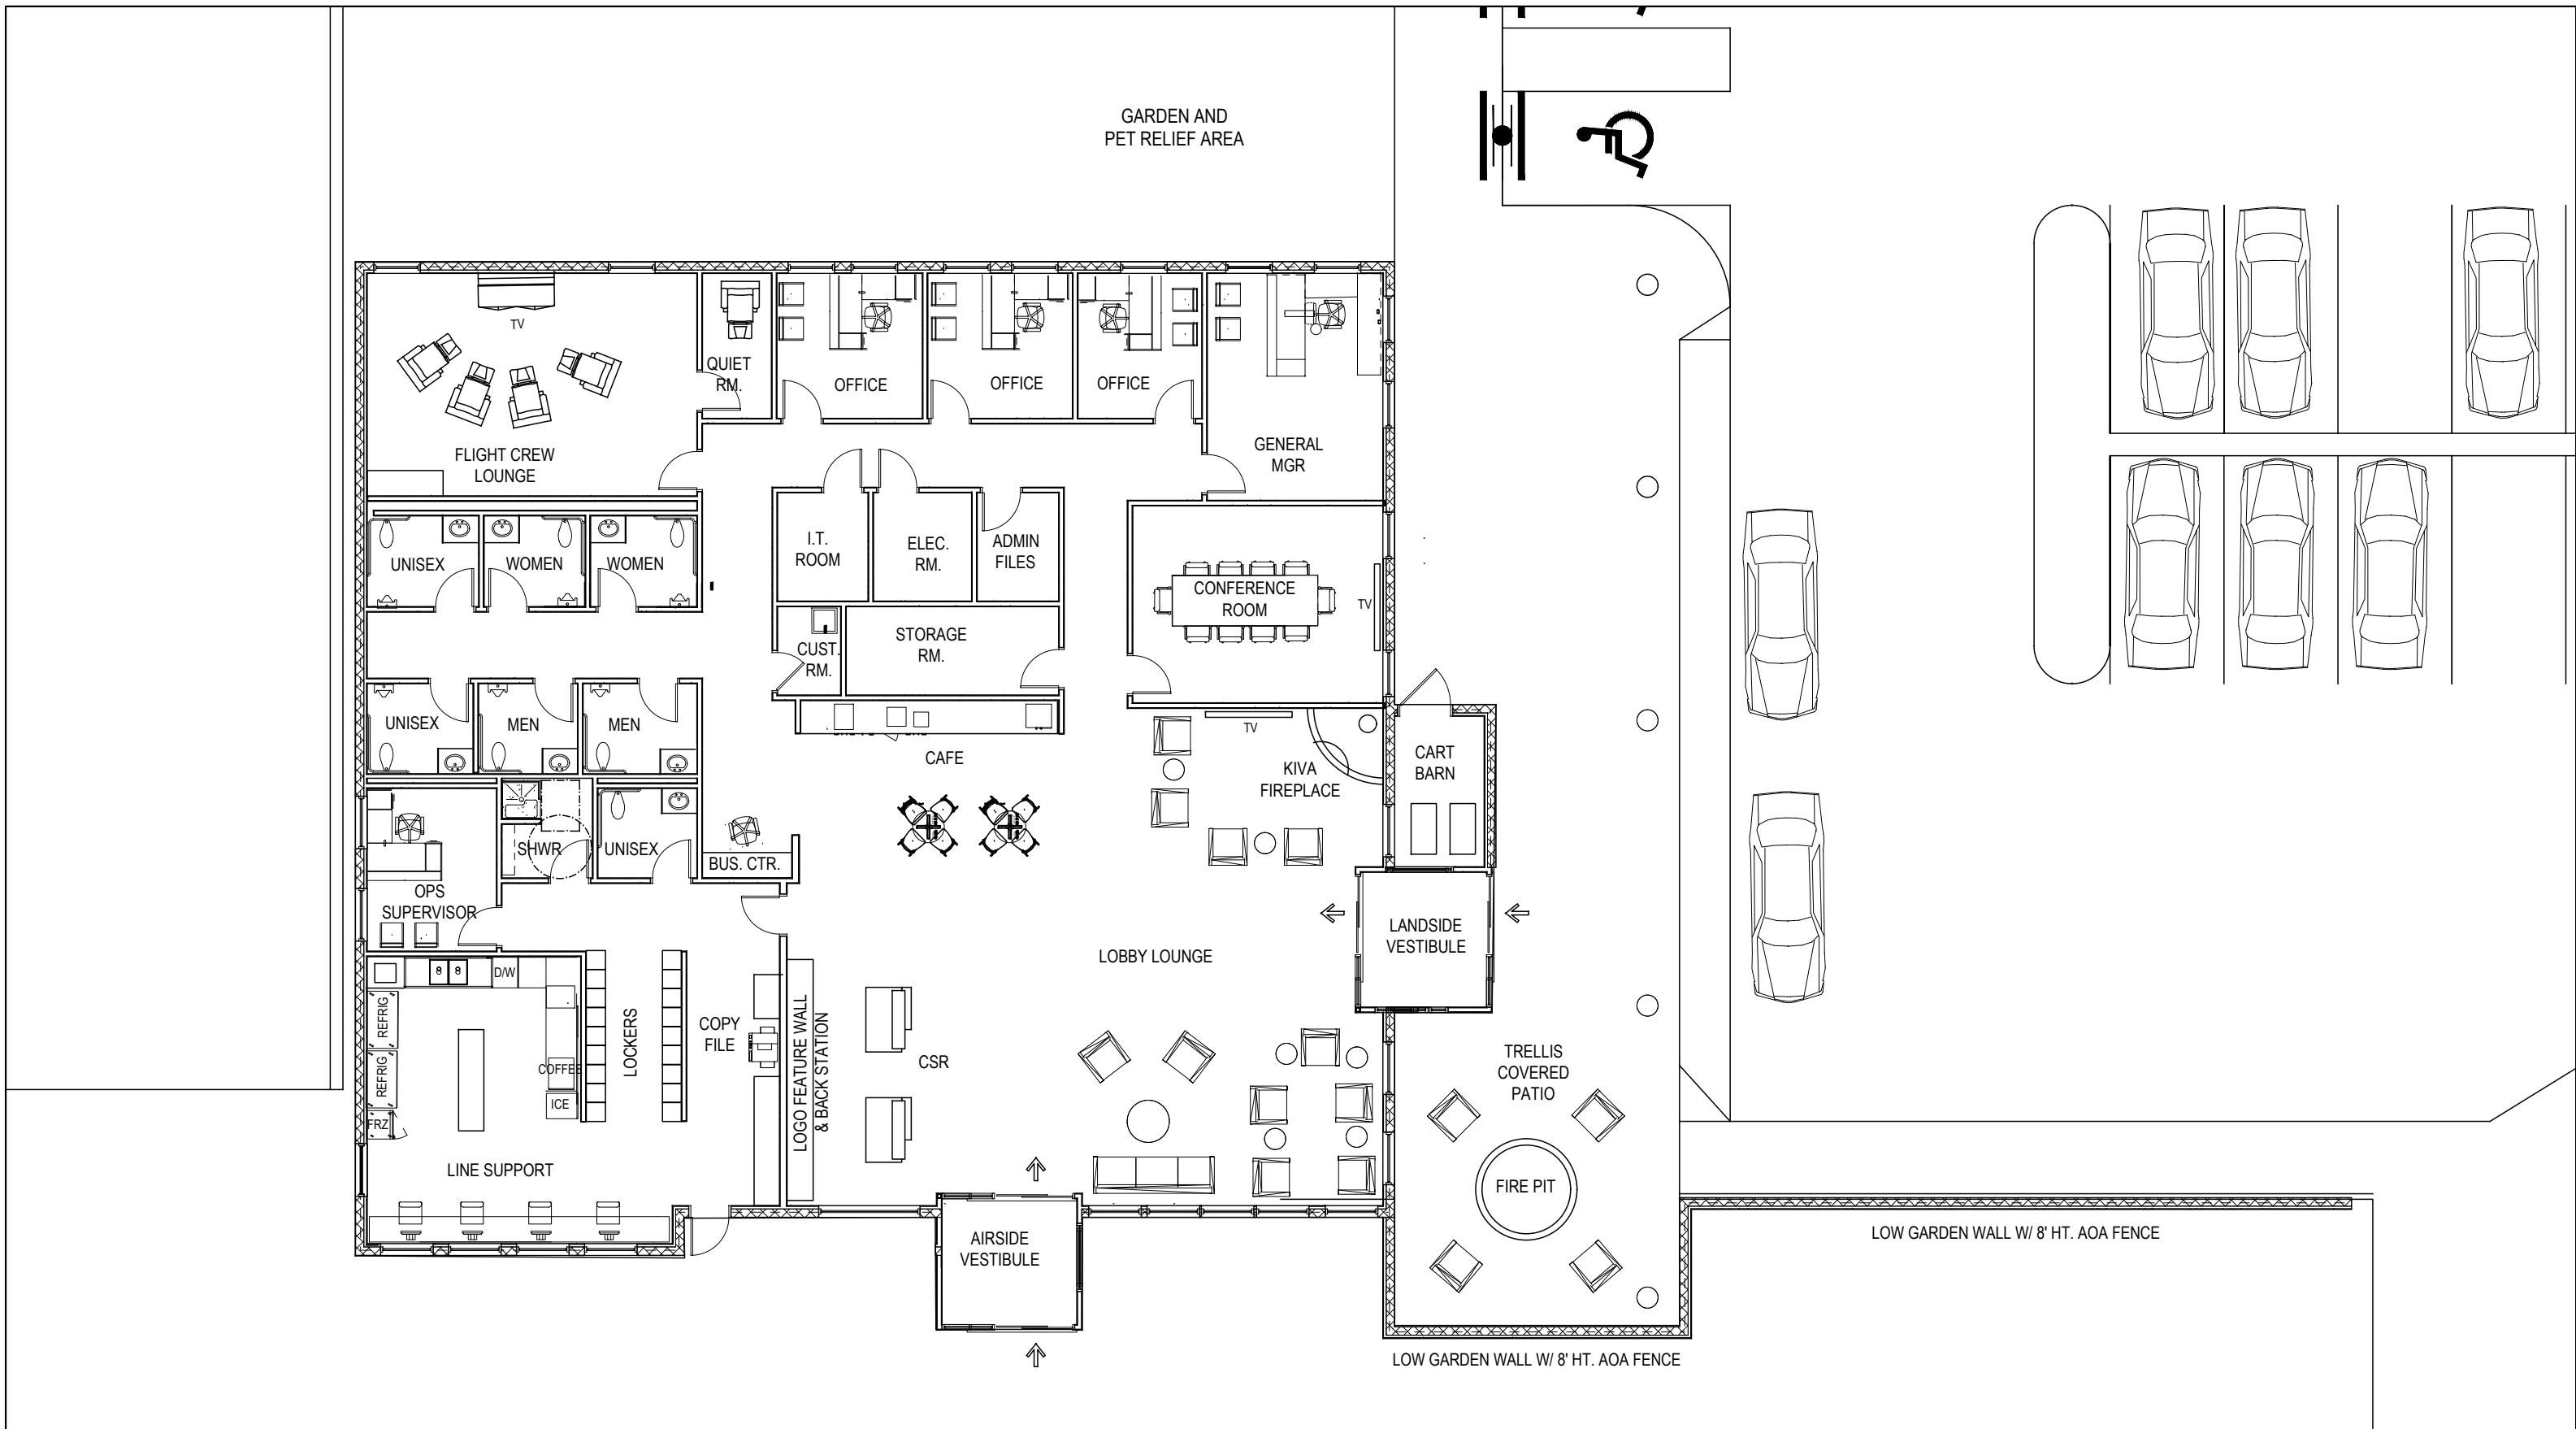 GARDEN AND
PET RELIEF AREA
TV
QUIET
RM.
OFFICE
OFFICE
OFFICE
FLIGHT CREW
LOUNGE
GENERAL
MGR
I.T.
ROOM
ELEC.
RM.
ADMIN
FILES
UNISEX
WOMEN
WOMEN
CONFERENCE
ROOM
TV
CUST.
RM.
STORAGE
RM.
UNISEX
MEN
MEN
TV
CAFE
KIVA
FIREPLACE
CART
BARN
SHWR
UNISEX
BUS. CTR.
OPS
SUPERVISOR
LANDSIDE
VESTIBULE
LOBBY LOUNGE
D/W
REFRIG
REFRIG
FRZ
COFFEE
ICE
LOCKERS
COPY
FILE
LOGO FEATURE WALL
& BACK STATION
CSR
TRELLIS
COVERED
PATIO
LINE SUPPORT
FIRE PIT
AIRSIDE
VESTIBULE
LOW GARDEN WALL W/ 8' HT. AOA FENCE
LOW GARDEN WALL W/ 8' HT. AOA FENCE